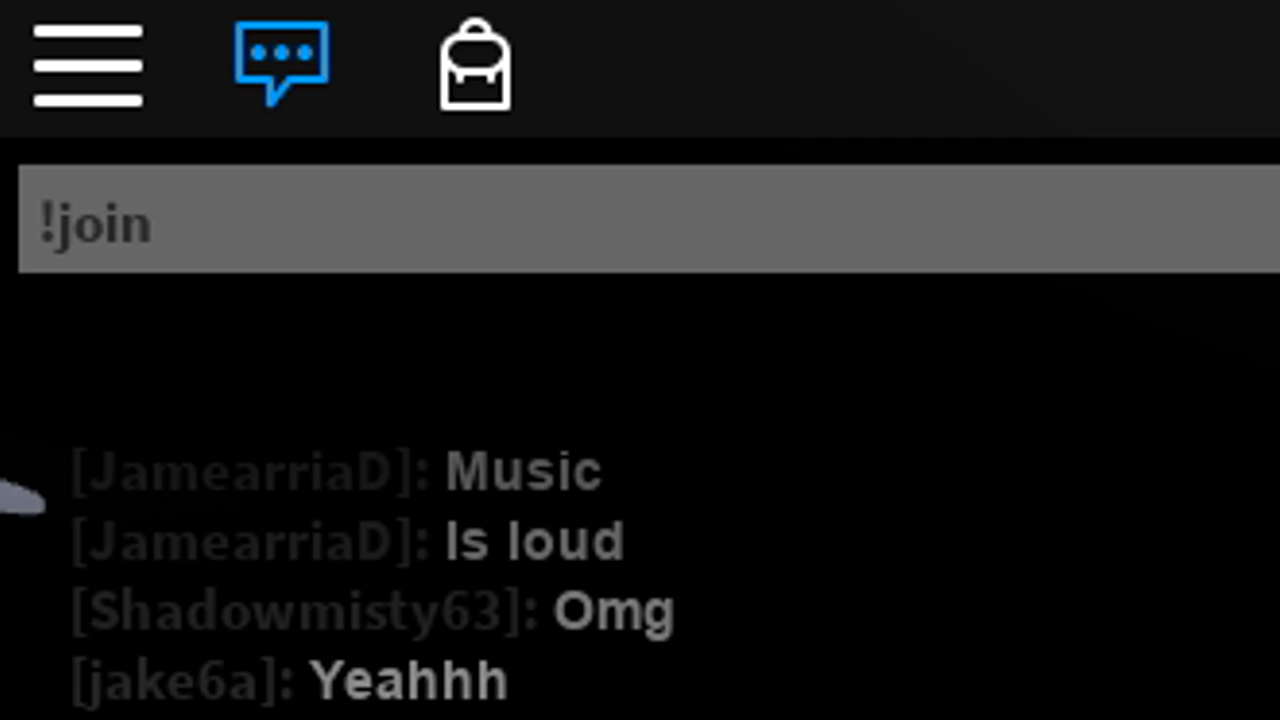 !join
[JamearriaD]: Music
[JamearriaD]: Is loud
[Shadowmisty63]: Omg
[jake6a]: Yeahhh